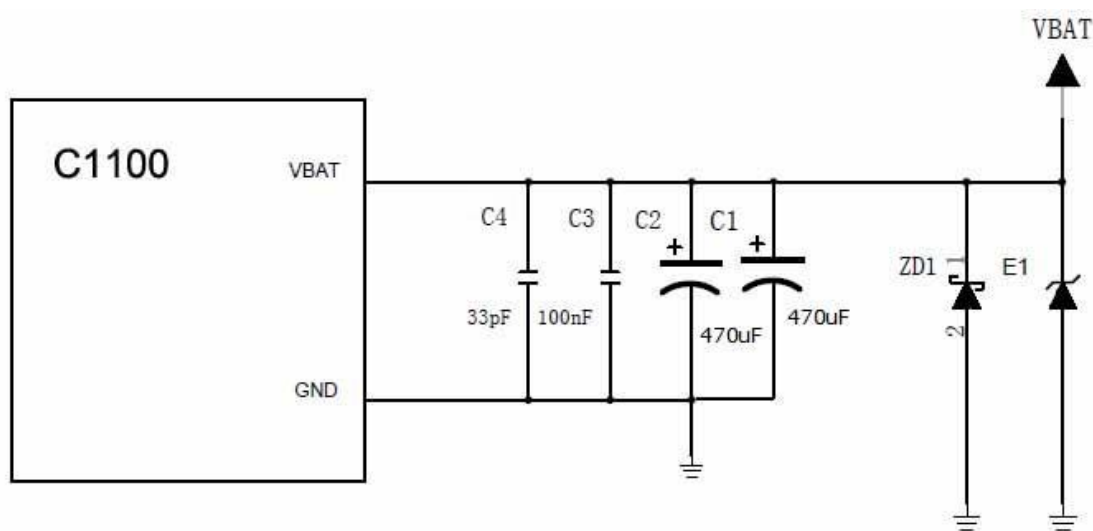 VBAT
C1100
VBAT
C4 C3 C2 C1
+ +
ZD1 1 E1
33pF 100nF 470uF 470uF
2
GND